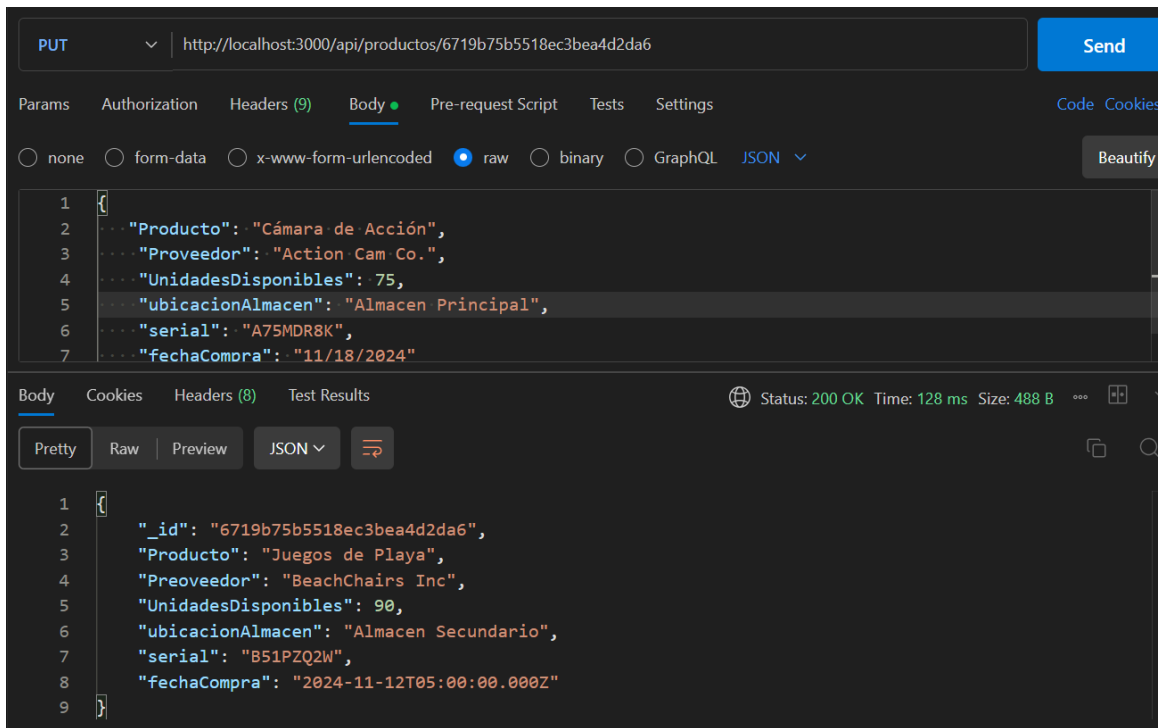 PUT http://localhost:3000/api/productos/6719b75b5518ec3bea4d2da6 Send
Params Authorization Headers (9) Body Pre-request Script Tests Settings Code Cookies
none form-data x-www-form-urlencoded raw binary GraphQL JSON Beautify
1 {
2 "Producto": "Cámara de Acción",
3 "Proveedor": "Action Cam Co.",
4 "UnidadesDisponibles": 75,
5 "ubicacionAlmacen": "Almacen Principal",
6 "serial": "A75MDR8K",
7 "fechaCompra": "11/18/2024"
Body Cookies Headers (8) Test Results Status: 200 OK Time: 128 ms Size: 488 B
Pretty Raw Preview JSON
1 {
2 "_id": "6719b75b5518ec3bea4d2da6",
3 "Producto": "Juegos de Playa",
4 "Preoveedor": "BeachChairs Inc",
5 "UnidadesDisponibles": 90,
6 "ubicacionAlmacen": "Almacen Secundario",
7 "serial": "B51PZQ2W",
8 "fechaCompra": "2024-11-12T05:00:00.000Z"
9 }